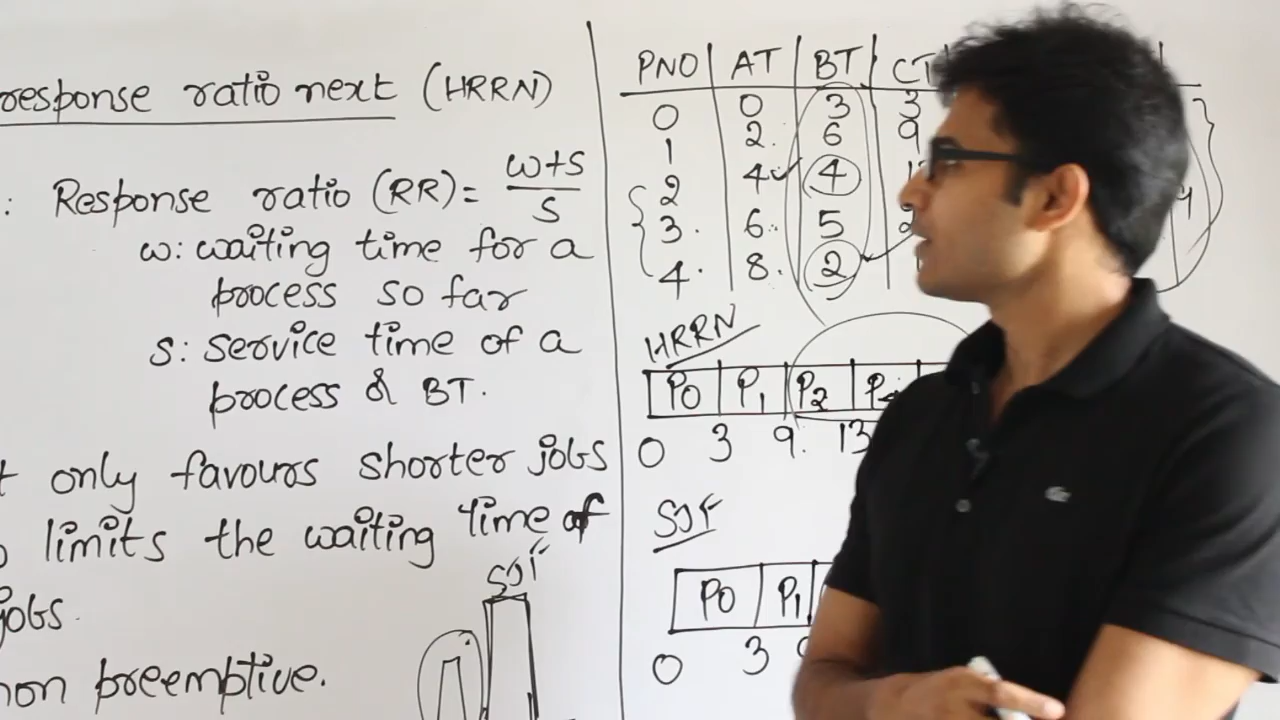 response ratio next (HRRN)
: Response ratio (RR) = w+s
s
w: waiting time for a
process so far
s: service time of a
process & BT.
only favours shorter jobs
limits the waiting time of
jobs.
non preemptive.
SJF
PNO AT BT CT
0 0 3 3
1 2. 6 9
2 4 4
3. 6. 5
4. 8. 2
HRRN
P0 P1 P2 P4
0 3 9. 13
SJF
P0 P1
0 3